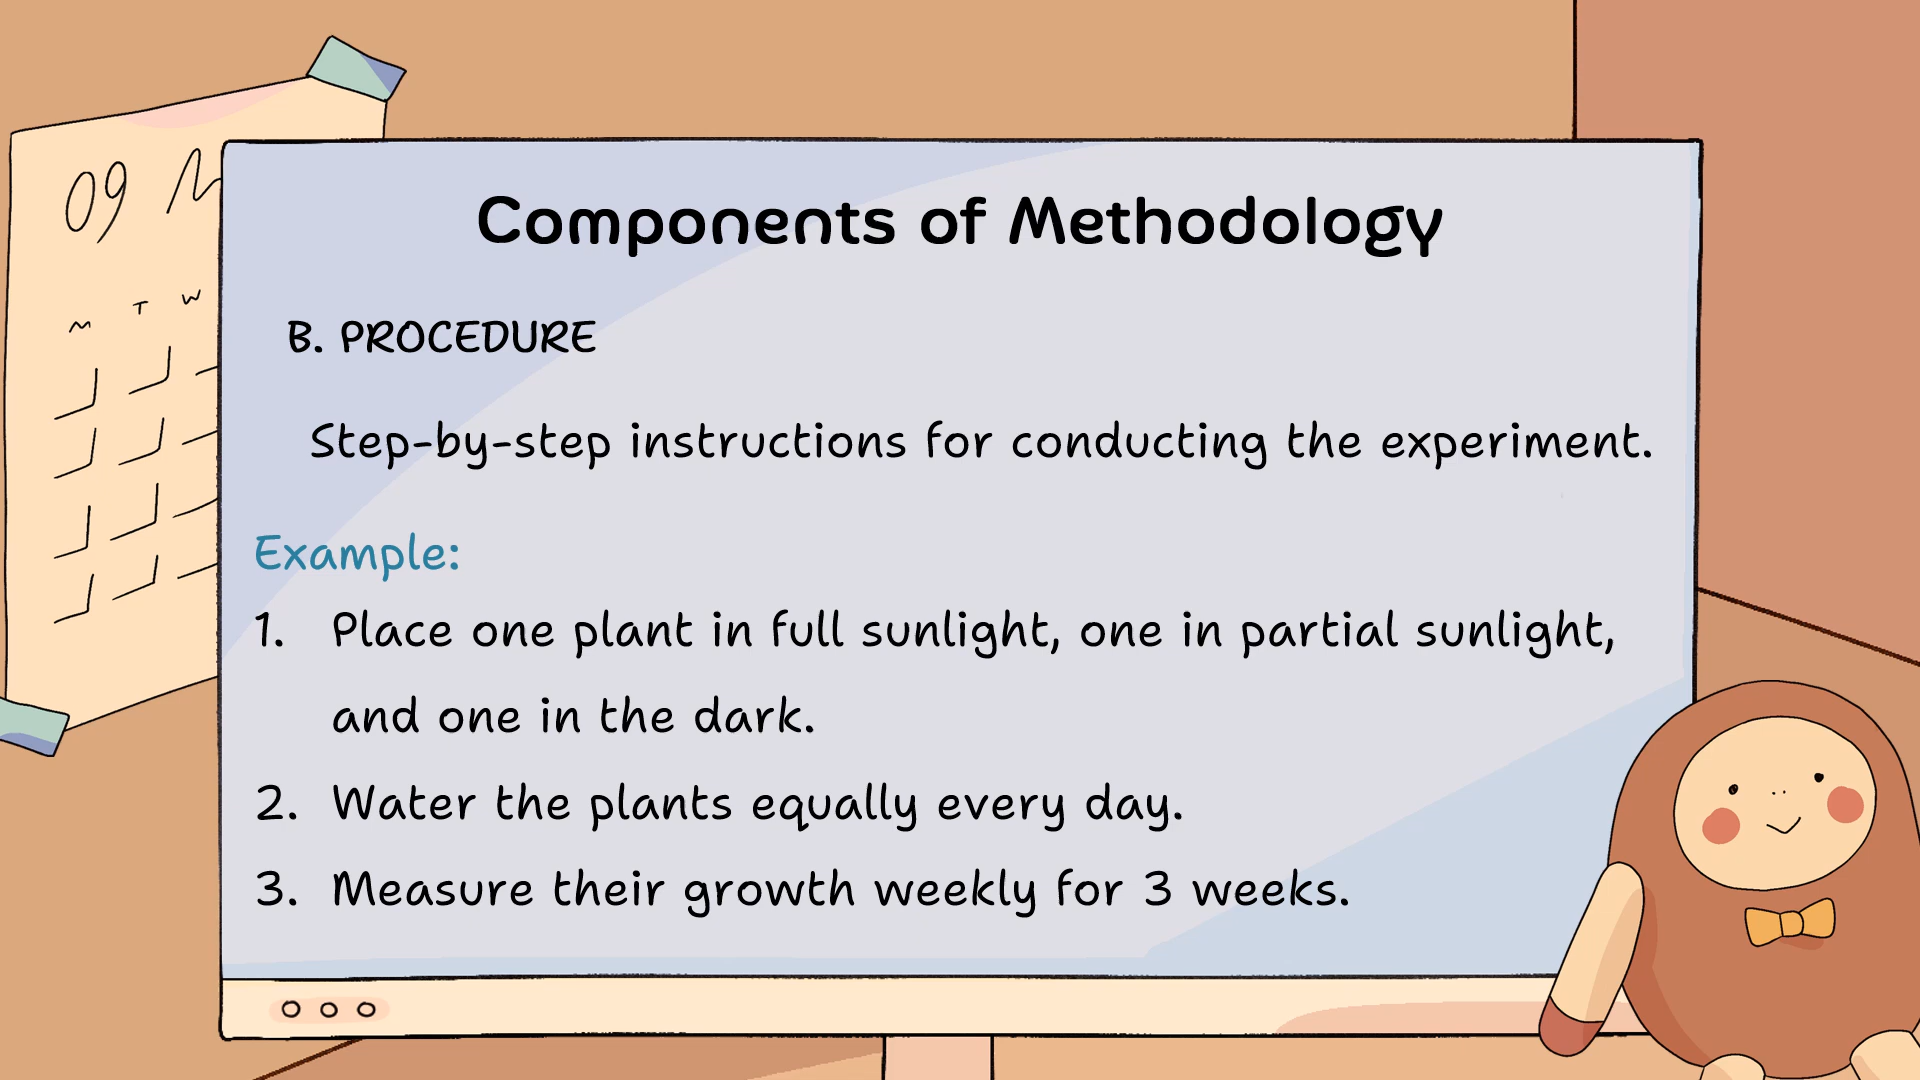 09
M T W
Components of Methodology
B. PROCEDURE
Step-by-step instructions for conducting the experiment.
Example:
1. Place one plant in full sunlight, one in partial sunlight,
and one in the dark.
2. Water the plants equally every day.
3. Measure their growth weekly for 3 weeks.